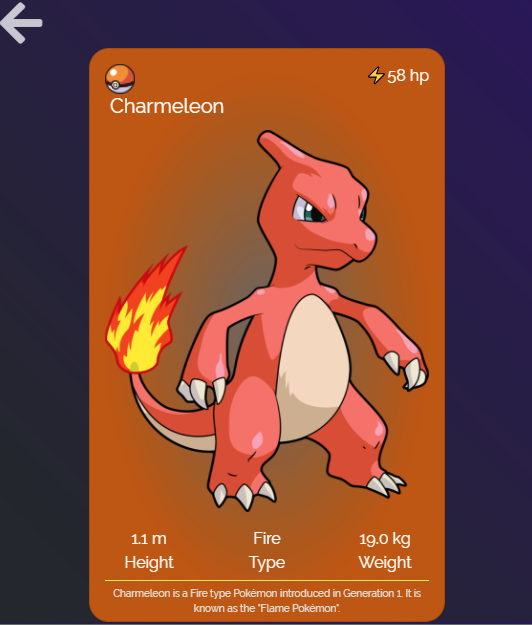 58 hp
Charmeleon
1.1 m Fire 19.0 kg
Height Type Weight
Charmeleon is a Fire type Pokémon introduced in Generation 1. It is
known as the "Flame Pokémon".